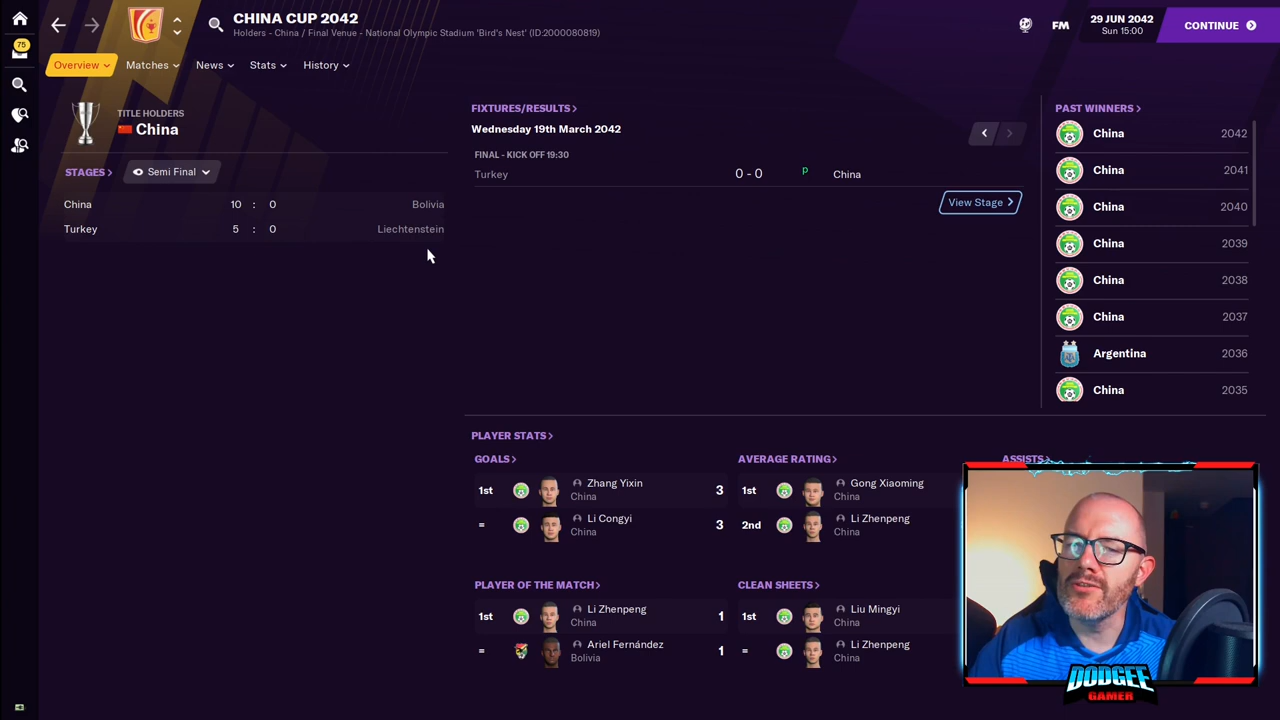 CHINA CUP 2042
Holders - China / Final Venue - National Olympic Stadium 'Bird's Nest' (ID:2000080819)
FM
29 JUN 2042
Sun 15:00
CONTINUE
75
Overview
Matches
News
Stats
History
TITLE HOLDERS
China
STAGES
Semi Final
China 10 : 0 Bolivia
Turkey 5 : 0 Liechtenstein
FIXTURES/RESULTS
Wednesday 19th March 2042
FINAL - KICK OFF 19:30
Turkey 0 - 0 p China
View Stage
PAST WINNERS
China 2042
China 2041
China 2040
China 2039
China 2038
China 2037
Argentina 2036
China 2035
PLAYER STATS
GOALS
1st Zhang Yixin 3
China
= Li Congyi 3
China
AVERAGE RATING
1st Gong Xiaoming
China
2nd Li Zhenpeng
China
ASSISTS
PLAYER OF THE MATCH
1st Li Zhenpeng 1
China
= Ariel Fernández 1
Bolivia
CLEAN SHEETS
1st Liu Mingyi
China
= Li Zhenpeng
China
DODGEE
GAMER